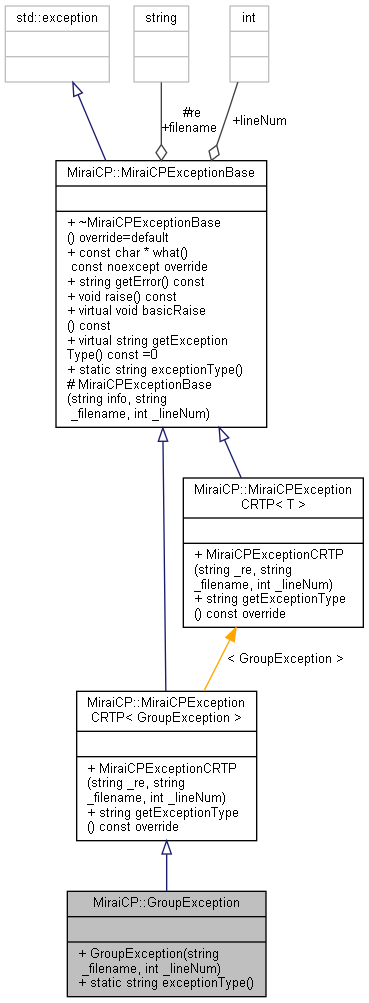 std::exception
string
int
#re
+filename
+lineNum
MiraiCP::MiraiCPExceptionBase
+ ~MiraiCPExceptionBase
() override=default
+ const char * what()
const noexcept override
+ string getError() const
+ void raise() const
+ virtual void basicRaise
() const
+ virtual string getException
Type() const =0
+ static string exceptionType()
# MiraiCPExceptionBase
(string info, string
_filename, int _lineNum)
MiraiCP::MiraiCPException
CRTP< T >
+ MiraiCPExceptionCRTP
(string _re, string
_filename, int _lineNum)
+ string getExceptionType
() const override
< GroupException >
MiraiCP::MiraiCPException
CRTP< GroupException >
+ MiraiCPExceptionCRTP
(string _re, string
_filename, int _lineNum)
+ string getExceptionType
() const override
MiraiCP::GroupException
+ GroupException(string
_filename, int _lineNum)
+ static string exceptionType()